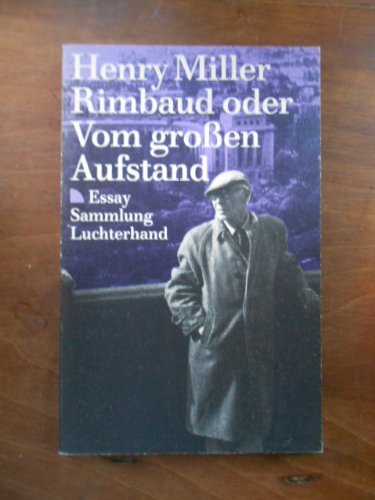 Henry Miller
Rimbaud oder
Vom großen
Aufstand
Essay
Sammlung
Luchterhand